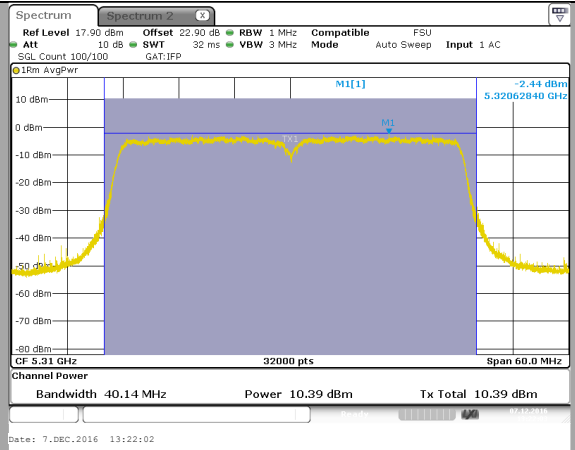 Spectrum Spectrum 2 X
Ref Level 17.90 dBm Offset 22.90 dB RBW 1 MHz Compatible FSU
Att 10 dB SWT 32 ms VBW 3 MHz Mode Auto Sweep Input 1 AC
SGL Count 100/100 GAT:IFP
1Rm AvgPwr
M1[1] -2.44 dBm
5.32062840 GHz
10 dBm
0 dBm
M1
TX1
-10 dBm
-20 dBm
-30 dBm
-40 dBm
-50 dBm
-60 dBm
-70 dBm
-80 dBm
CF 5.31 GHz 32000 pts Span 60.0 MHz
Channel Power
Bandwidth 40.14 MHz Power 10.39 dBm Tx Total 10.39 dBm
Ready 07.12.2016
Date: 7.DEC.2016 13:22:02